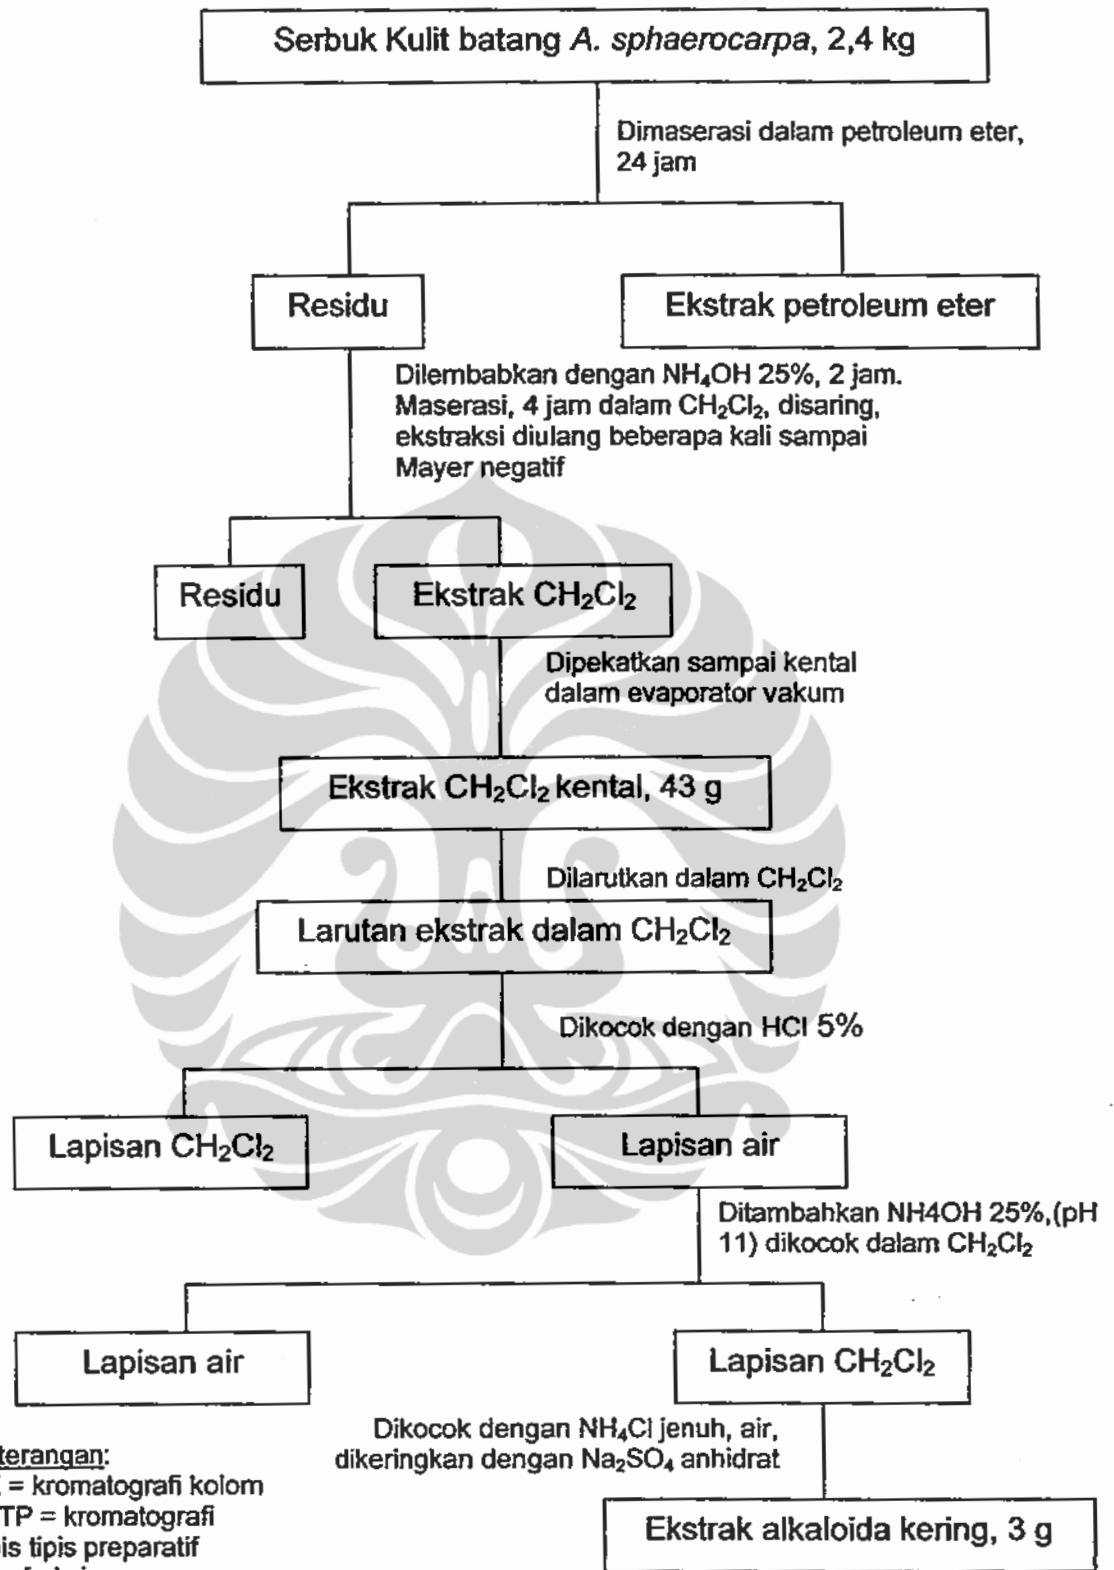 Serbuk Kulit batang A. sphaerocarpa, 2,4 kg
Dimaserasi dalam petroleum eter,
24 jam
Residu
Ekstrak petroleum eter
Dilembabkan dengan NH₄OH 25%, 2 jam.
Maserasi, 4 jam dalam CH₂Cl₂, disaring,
ekstraksi diulang beberapa kali sampai
Mayer negatif
Residu
Ekstrak CH₂Cl₂
Dipekatkan sampai kental
dalam evaporator vakum
Ekstrak CH₂Cl₂ kental, 43 g
Dilarutkan dalam CH₂Cl₂
Larutan ekstrak dalam CH₂Cl₂
Dikocok dengan HCl 5%
Lapisan CH₂Cl₂
Lapisan air
Ditambahkan NH4OH 25%,(pH
11) dikocok dalam CH₂Cl₂
Lapisan air
Lapisan CH₂Cl₂
Dikocok dengan NH₄Cl jenuh, air,
dikeringkan dengan Na₂SO₄ anhidrat
terangan:
= kromatografi kolom
TP = kromatografi
is tipis preparatif
Ekstrak alkaloida kering, 3 g